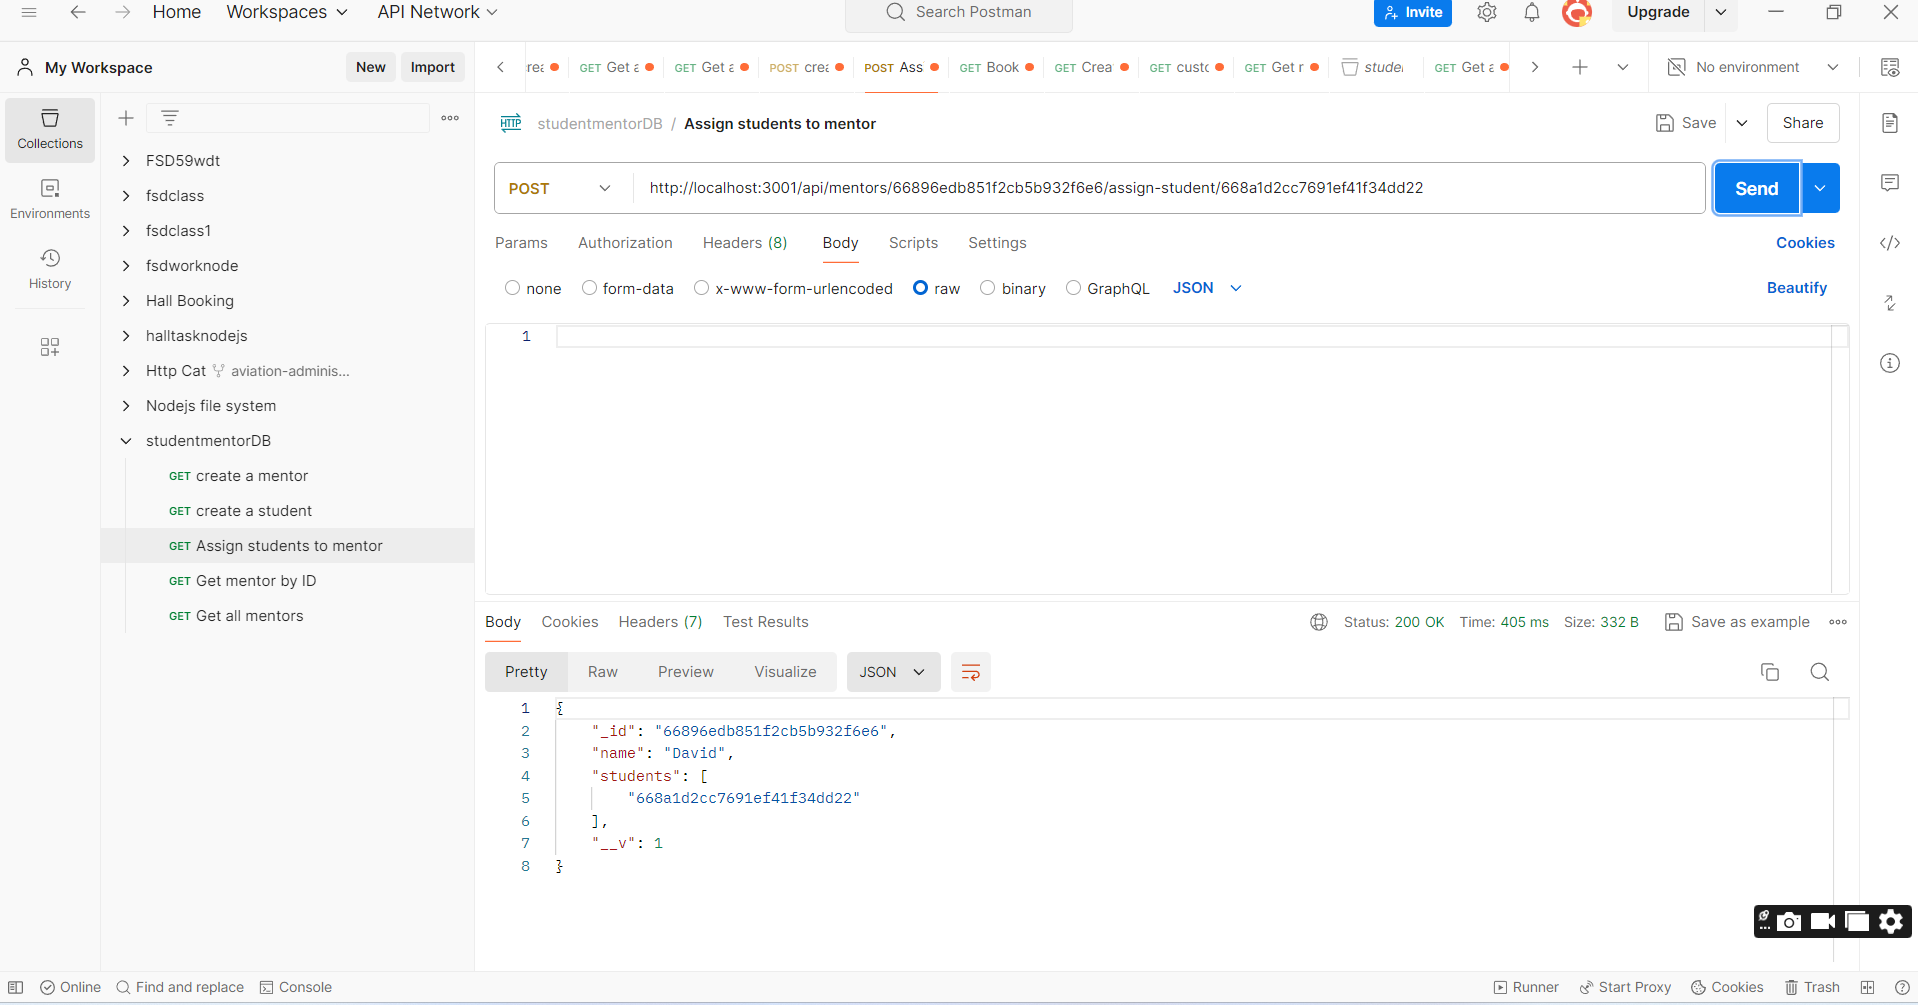 Home Workspaces API Network Search Postman Invite Upgrade
My Workspace New Import
GET Get a POST crea POST Ass GET Book GET Crea GET custo GET Get r studer GET Get a No environment
GET Get a
Collections
Environments
History
FSD59wdt
fsdclass
fsdclass1
fsdworknode
Hall Booking
halltasknodejs
Http Cat aviation-adminis...
Nodejs file system
studentmentorDB
GET create a mentor
GET create a student
GET Assign students to mentor
GET Get mentor by ID
GET Get all mentors
HTTP studentmentorDB / Assign students to mentor Save Share
POST http://localhost:3001/api/mentors/66896edb851f2cb5b932f6e6/assign-student/668a1d2cc7691ef41f34dd22 Send
Params Authorization Headers (8) Body Scripts Settings Cookies
none form-data x-www-form-urlencoded raw binary GraphQL JSON Beautify
1
Body Cookies Headers (7) Test Results Status: 200 OK Time: 405 ms Size: 332 B Save as example
Pretty Raw Preview Visualize JSON
1 {
2 "_id": "66896edb851f2cb5b932f6e6",
3 "name": "David",
4 "students": [
5 "668a1d2cc7691ef41f34dd22"
6 ],
7 "__v": 1
8 }
Online Find and replace Console Runner Start Proxy Cookies Trash